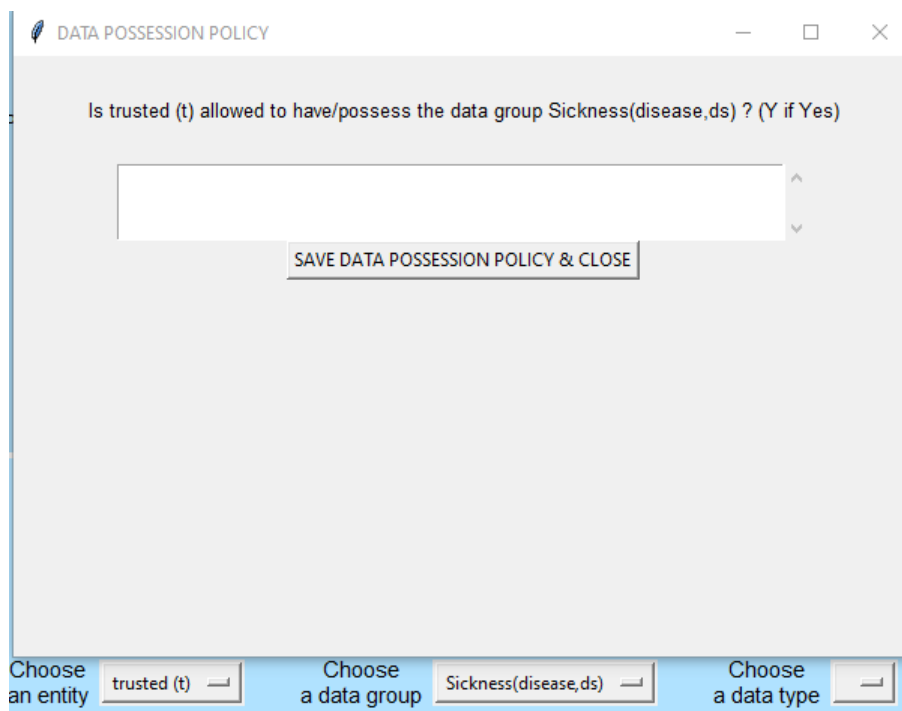 DATA POSSESSION POLICY
Is trusted (t) allowed to have/possess the data group Sickness(disease,ds) ? (Y if Yes)
SAVE DATA POSSESSION POLICY & CLOSE
Choose
an entity
trusted (t)
Choose
a data group
Sickness(disease,ds)
Choose
a data type